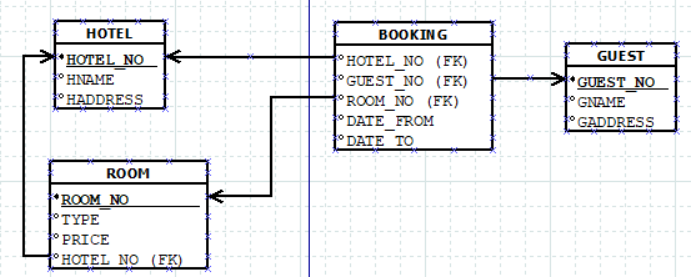 HOTEL
HOTEL_NO
HNAME
HADDRESS
BOOKING
HOTEL_NO (FK)
GUEST_NO (FK)
ROOM_NO (FK)
DATE_FROM
DATE_TO
GUEST
GUEST_NO
GNAME
GADDRESS
ROOM
ROOM_NO
TYPE
PRICE
HOTEL_NO (FK)